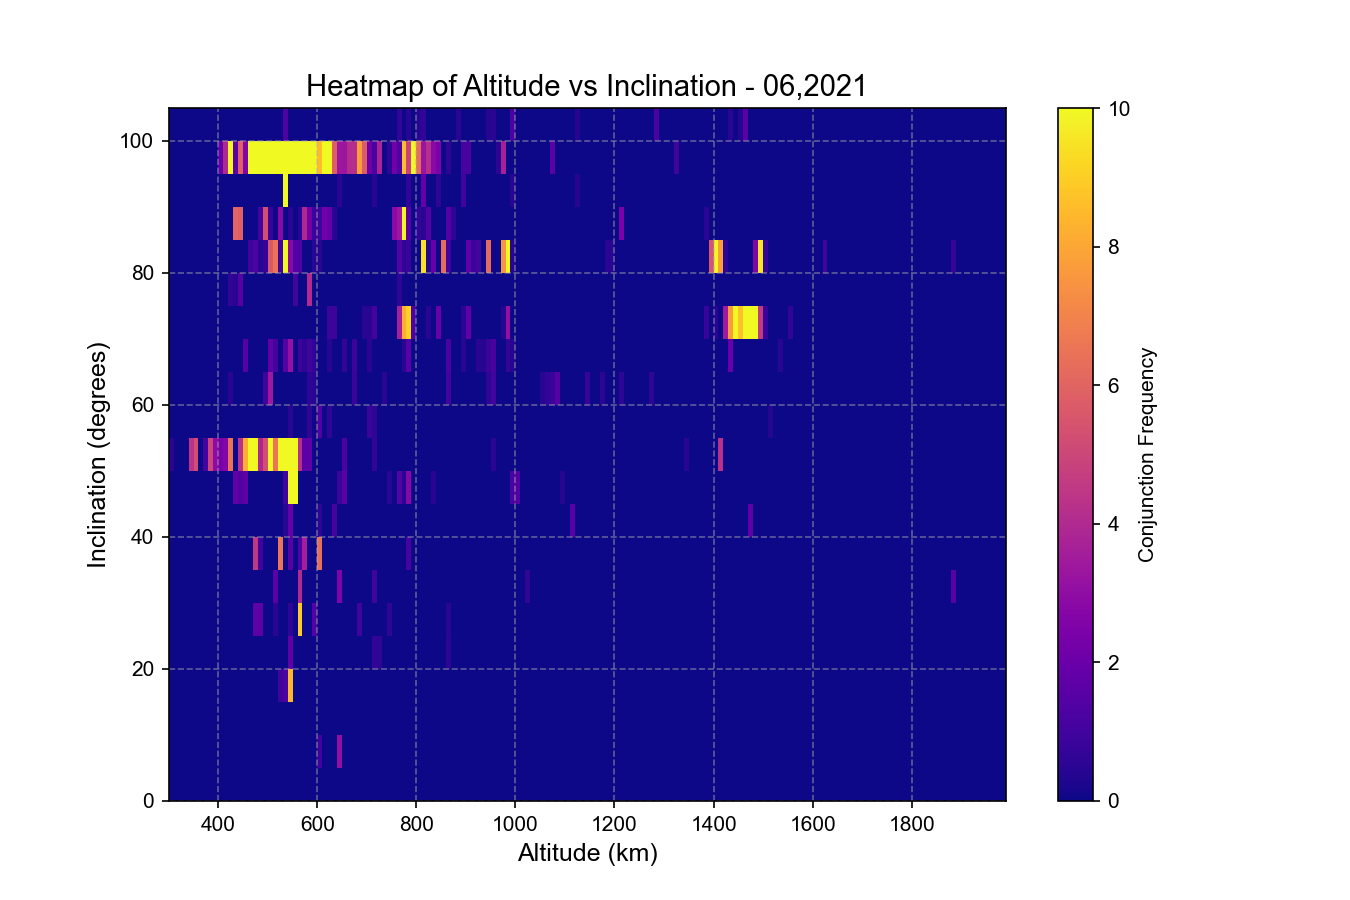 Heatmap of Altitude vs Inclination - 06,2021
100
80
60
40
20
0
Inclination (degrees)
400 600 800 1000 1200 1400 1600 1800
Altitude (km)
10
8
6
4
2
0
Conjunction Frequency